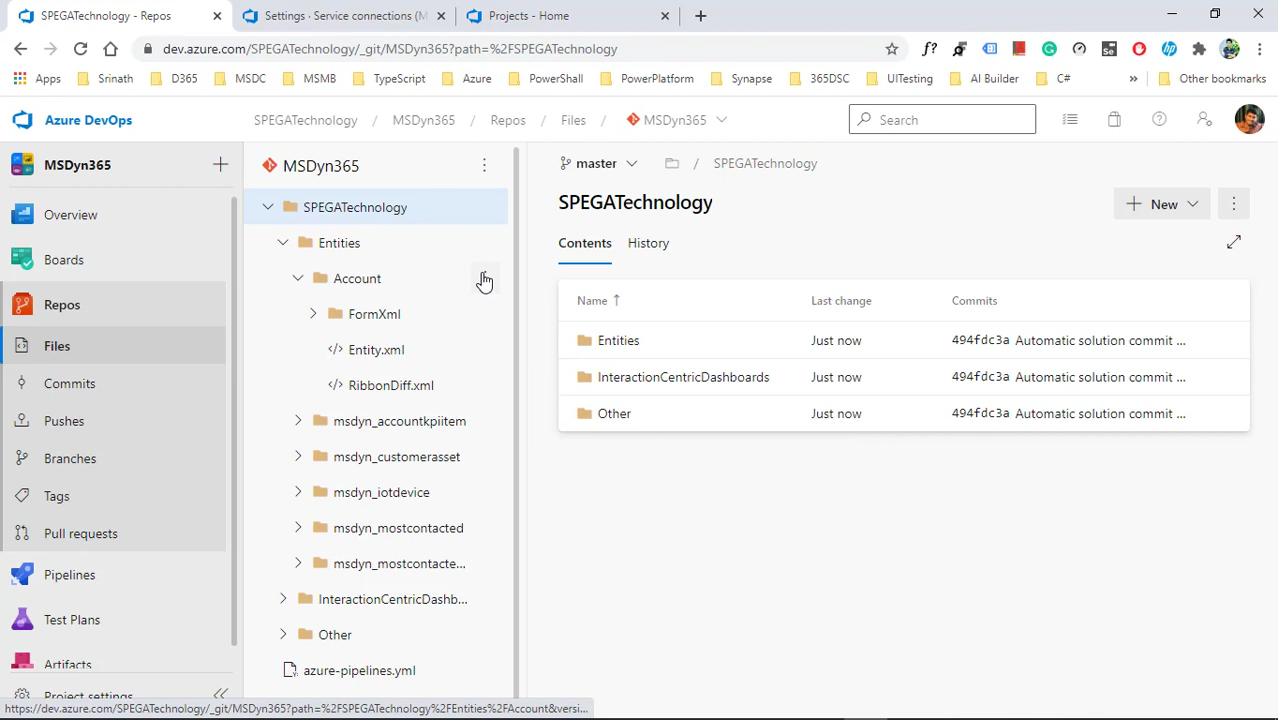 SPEGATechnology - Repos
Settings · Service connections (M
Projects - Home
dev.azure.com/SPEGATechnology/_git/MSDyn365?path=%2FSPEGATechnology
f?
Se
hp
Apps
Srinath
D365
MSDC
MSMB
TypeScript
Azure
PowerShall
PowerPlatform
Synapse
365DSC
UITesting
AI Builder
C#
»
Other bookmarks
Azure DevOps
SPEGATechnology / MSDyn365 / Repos / Files / MSDyn365
Search
MSDyn365
Overview
Boards
Repos
Files
Commits
Pushes
Branches
Tags
Pull requests
Pipelines
Test Plans
Artifacts
Project settings
MSDyn365
SPEGATechnology
Entities
Account
FormXml
Entity.xml
RibbonDiff.xml
msdyn_accountkpiitem
msdyn_customerasset
msdyn_iotdevice
msdyn_mostcontacted
msdyn_mostcontacte...
InteractionCentricDashb...
Other
azure-pipelines.yml
master / SPEGATechnology
SPEGATechnology
New
Contents History
Name ↑ Last change Commits
Entities Just now 494fdc3a Automatic solution commit ...
InteractionCentricDashboards Just now 494fdc3a Automatic solution commit ...
Other Just now 494fdc3a Automatic solution commit ...
https://dev.azure.com/SPEGATechnology/_git/MSDyn365?path=%2FSPEGATechnology%2FEntities%2FAccount&versi...